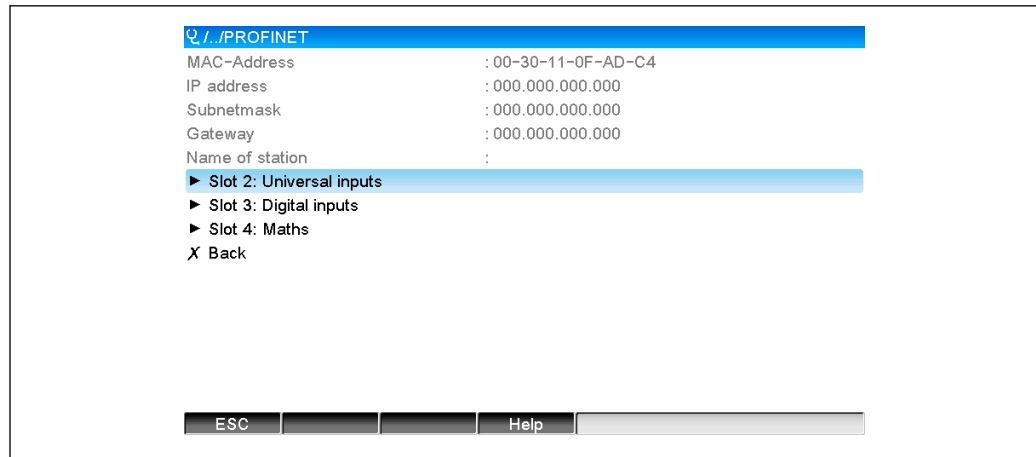 /../PROFINET
MAC-Address : 00-30-11-0F-AD-C4
IP address : 000.000.000.000
Subnetmask : 000.000.000.000
Gateway : 000.000.000.000
Name of station :
► Slot 2: Universal inputs
► Slot 3: Digital inputs
► Slot 4: Maths
X Back
ESC Help